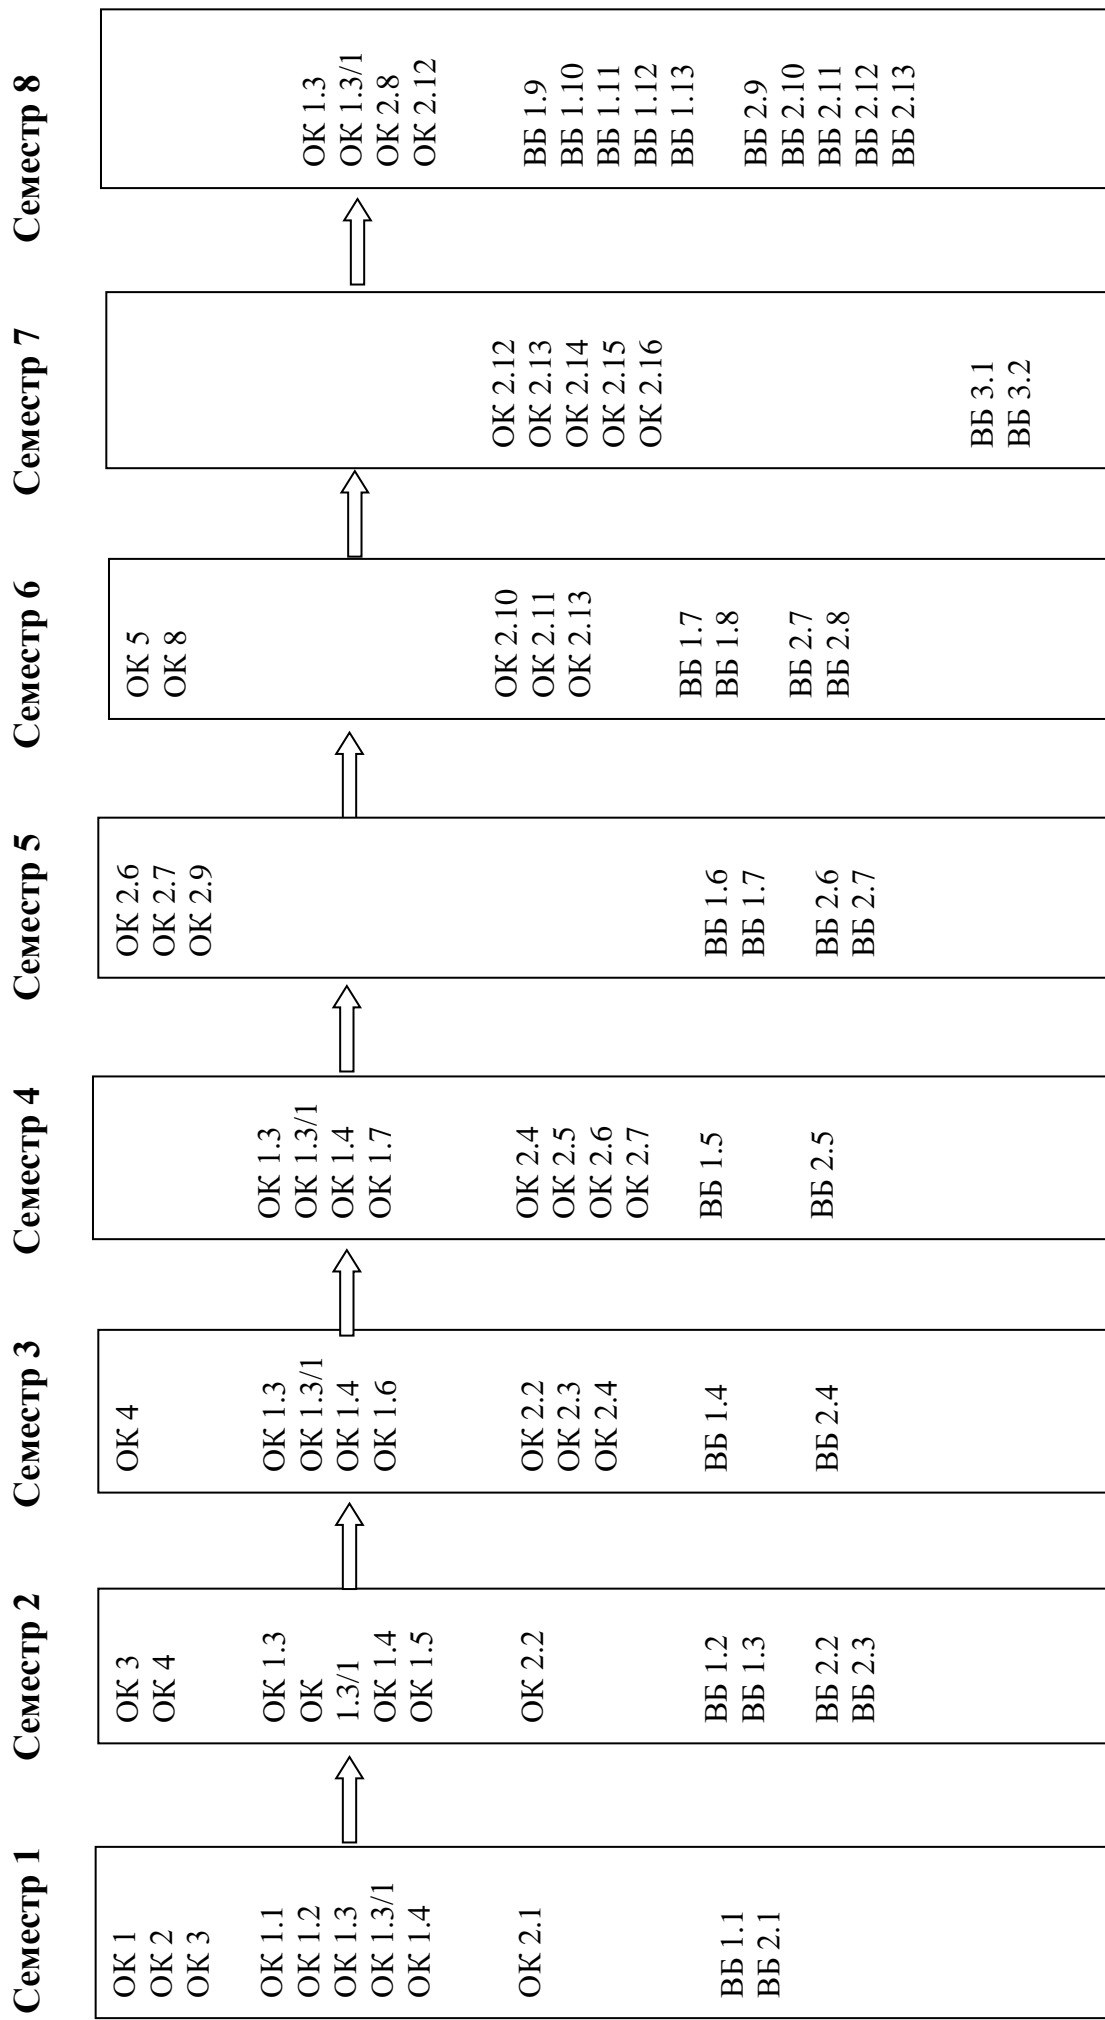 Семестр 1
ОК 1
ОК 2
ОК 3
ОК 1.1
ОК 1.2
ОК 1.3
ОК 1.3/1
ОК 1.4
ОК 2.1
ВБ 1.1
ВБ 2.1
Семестр 2
ОК 3
ОК 4
ОК 1.3
ОК
1.3/1
ОК 1.4
ОК 1.5
ОК 2.2
ВБ 1.2
ВБ 1.3
ВБ 2.2
ВБ 2.3
Семестр 3
ОК 4
ОК 1.3
ОК 1.3/1
ОК 1.4
ОК 1.6
ОК 2.2
ОК 2.3
ОК 2.4
ВБ 1.4
ВБ 2.4
Семестр 4
ОК 1.3
ОК 1.3/1
ОК 1.4
ОК 1.7
ОК 2.4
ОК 2.5
ОК 2.6
ОК 2.7
ВБ 1.5
ВБ 2.5
Семестр 5
ОК 2.6
ОК 2.7
ОК 2.9
ВБ 1.6
ВБ 1.7
ВБ 2.6
ВБ 2.7
Семестр 6
ОК 5
ОК 8
ОК 2.10
ОК 2.11
ОК 2.13
ВБ 1.7
ВБ 1.8
ВБ 2.7
ВБ 2.8
Семестр 7
ОК 2.12
ОК 2.13
ОК 2.14
ОК 2.15
ОК 2.16
ВБ 3.1
ВБ 3.2
Семестр 8
ОК 1.3
ОК 1.3/1
ОК 2.8
ОК 2.12
ВБ 1.9
ВБ 1.10
ВБ 1.11
ВБ 1.12
ВБ 1.13
ВБ 2.9
ВБ 2.10
ВБ 2.11
ВБ 2.12
ВБ 2.13